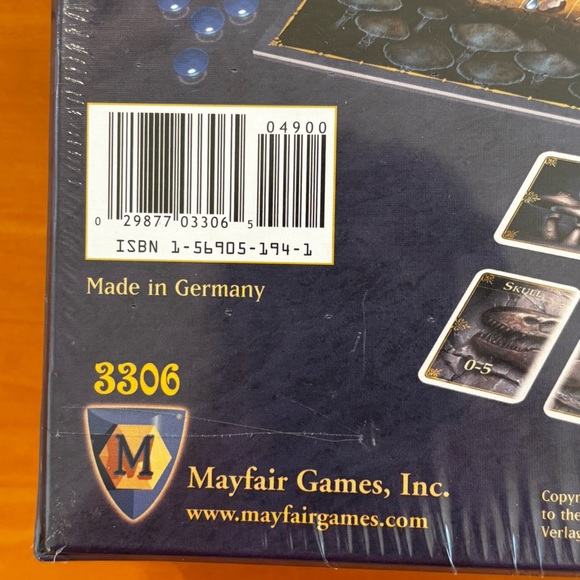 04900
0 29877 03306 5
ISBN 1-56905-194-1
Made in Germany
SKULL
0-5
3306
M
Mayfair Games, Inc.
www.mayfairgames.com
Copyr
to the
Verlag